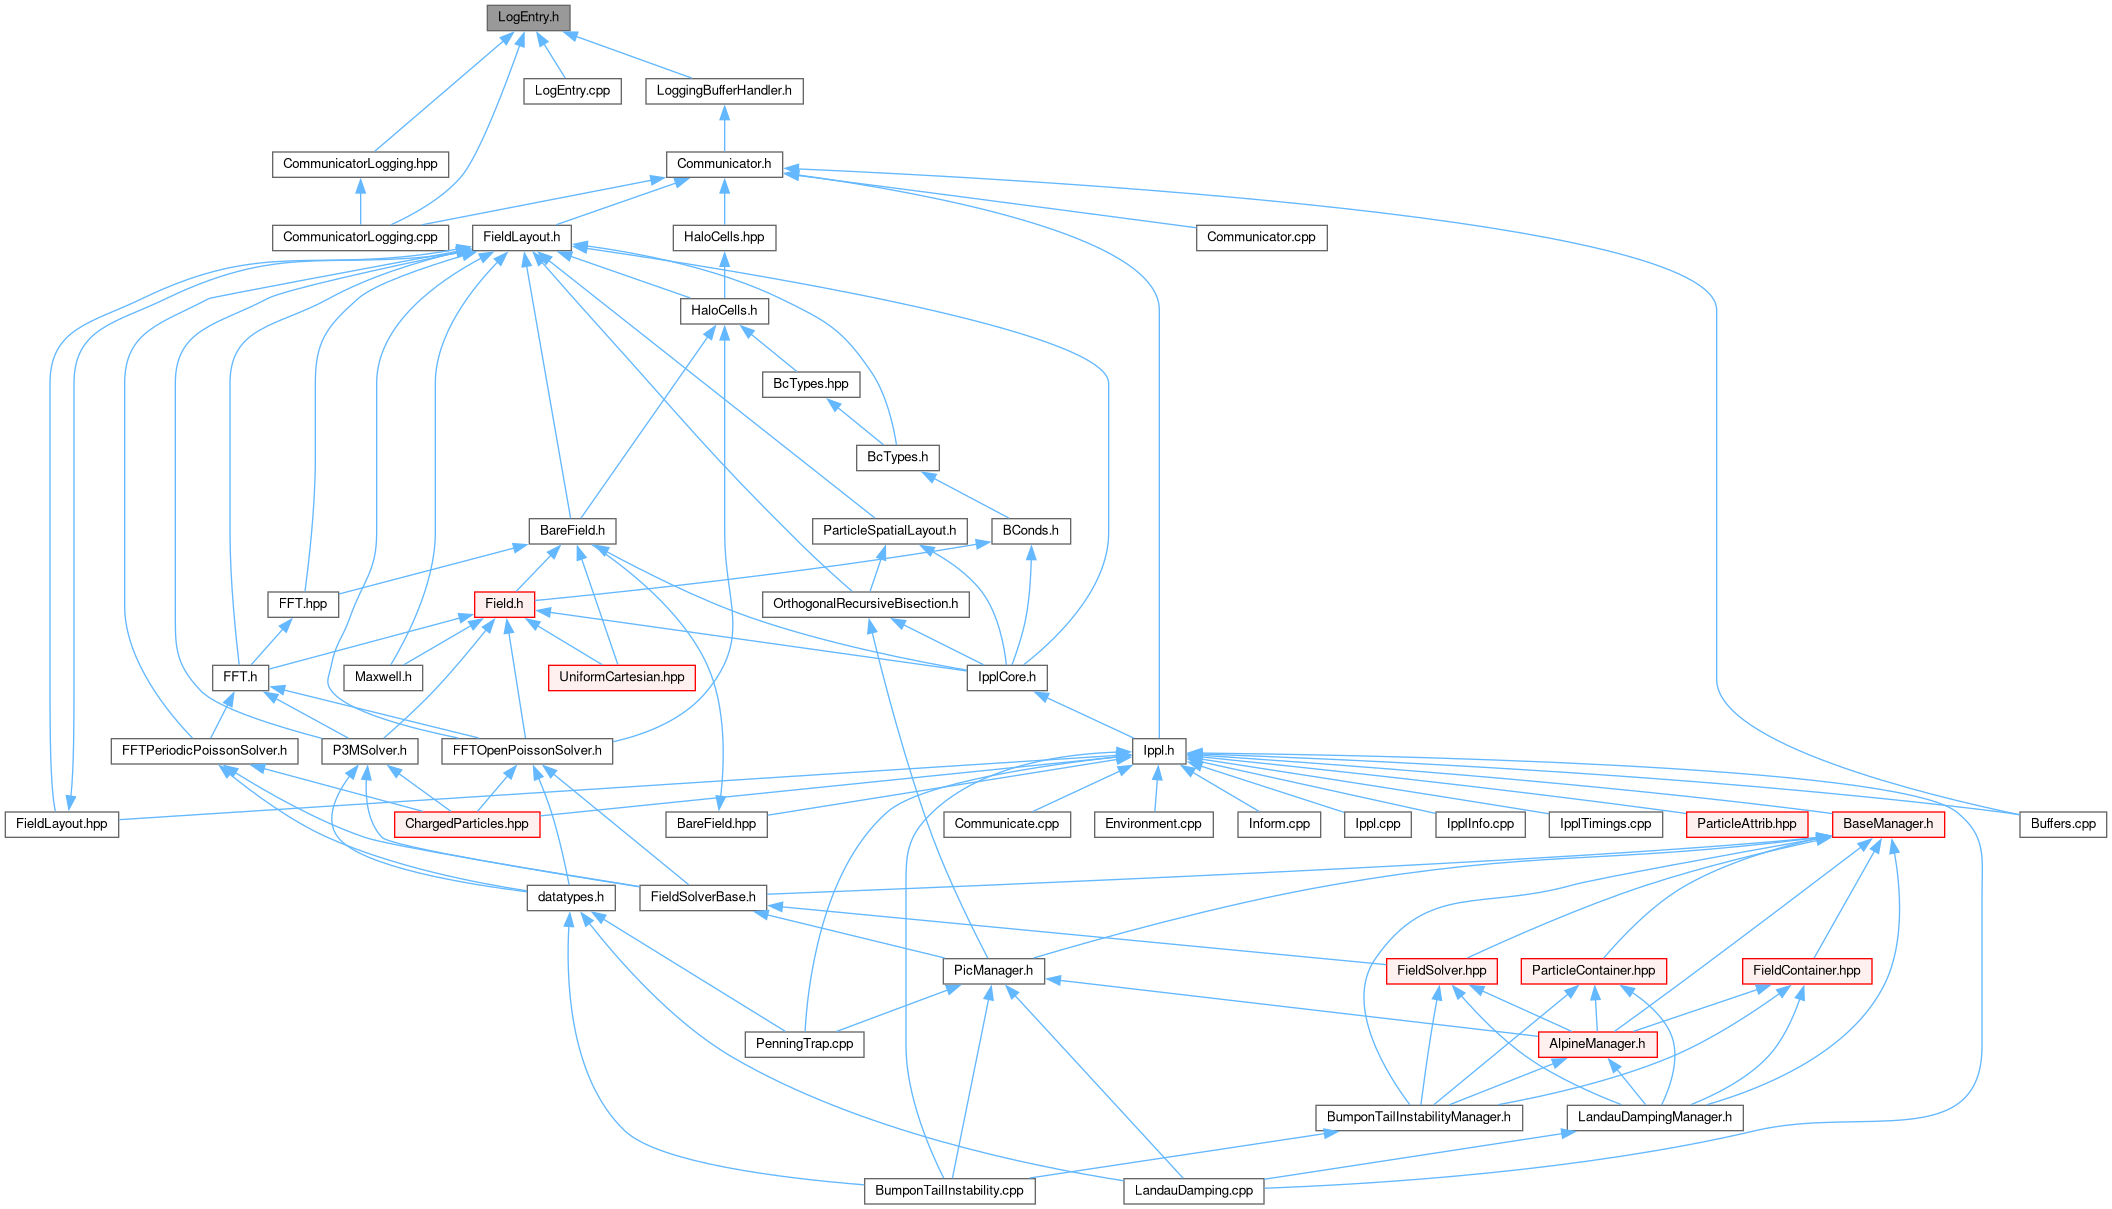 LogEntry.h
LogEntry.cpp
LoggingBufferHandler.h
CommunicatorLogging.hpp
Communicator.h
CommunicatorLogging.cpp
FieldLayout.h
HaloCells.hpp
Communicator.cpp
HaloCells.h
BcTypes.hpp
BcTypes.h
BareField.h
ParticleSpatialLayout.h
BConds.h
FFT.hpp
Field.h
OrthogonalRecursiveBisection.h
FFT.h
Maxwell.h
UniformCartesian.hpp
IpplCore.h
FFTPeriodicPoissonSolver.h
P3MSolver.h
FFTOpenPoissonSolver.h
Ippl.h
FieldLayout.hpp
ChargedParticles.hpp
BareField.hpp
Communicate.cpp
Environment.cpp
Inform.cpp
Ippl.cpp
IpplInfo.cpp
IpplTimings.cpp
ParticleAttrib.hpp
BaseManager.h
Buffers.cpp
datatypes.h
FieldSolverBase.h
PicManager.h
FieldSolver.hpp
ParticleContainer.hpp
FieldContainer.hpp
PenningTrap.cpp
AlpineManager.h
BumponTailInstabilityManager.h
LandauDampingManager.h
BumponTailInstability.cpp
LandauDamping.cpp